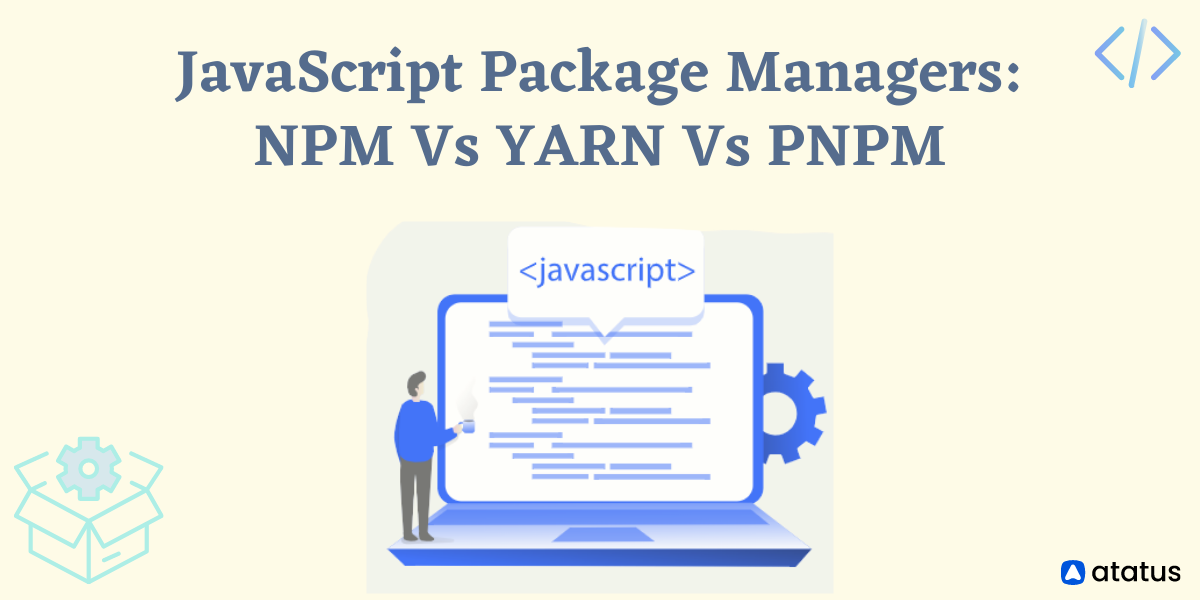 JavaScript Package Managers:
NPM Vs YARN Vs PNPM
<javascript>
atatus